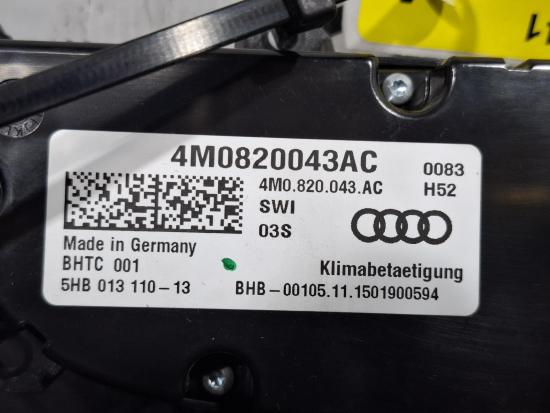 4M0820043AC 0083
4M0.820.043.AC H52
SWI
03S
Made in Germany
BHTC 001 Klimabetaetigung
5HB 013 110-13 BHB-00105.11.1501900594